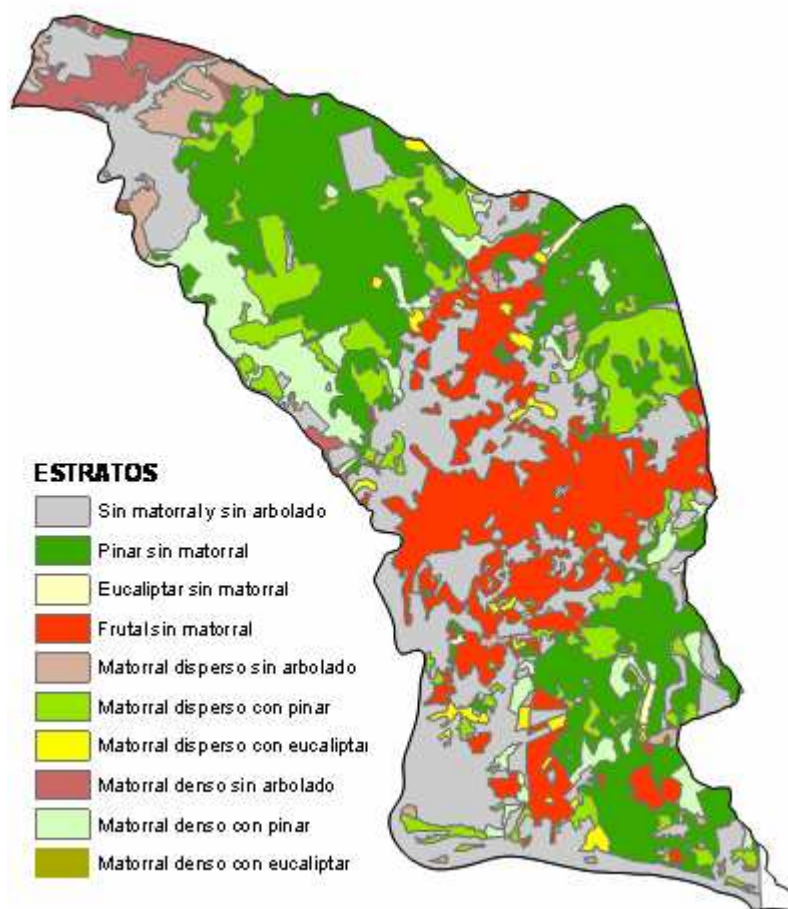 ESTRATOS
Sin matorral y sin arbolado
Pinar sin matorral
Eucaliptar sin matorral
Frutal sin matorral
Matorral disperso sin arbolado
Matorral disperso con pinar
Matorral disperso con eucaliptar
Matorral denso sin arbolado
Matorral denso con pinar
Matorral denso con eucaliptar